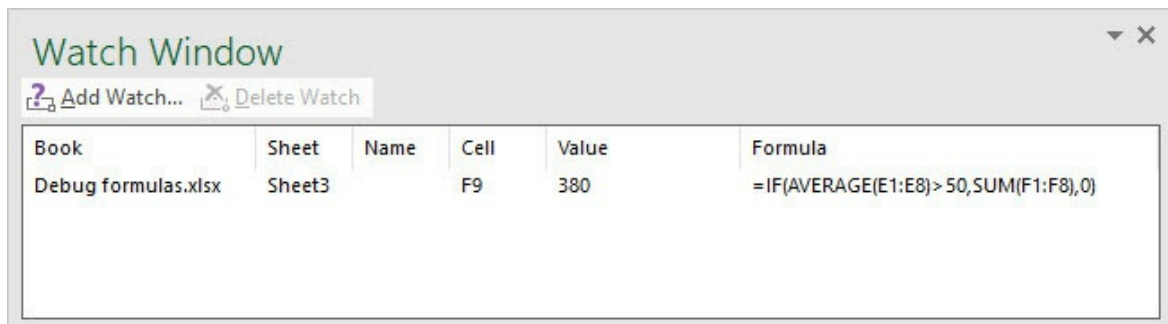 Watch Window
Add Watch... Delete Watch
Book Sheet Name Cell Value Formula
Debug formulas.xlsx Sheet3 F9 380 =IF(AVERAGE(E1:E8)>50,SUM(F1:F8),0)